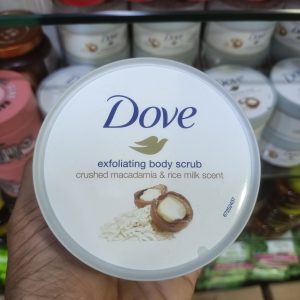 Dove
exfoliating body scrub
crushed macadamia & rice milk scent